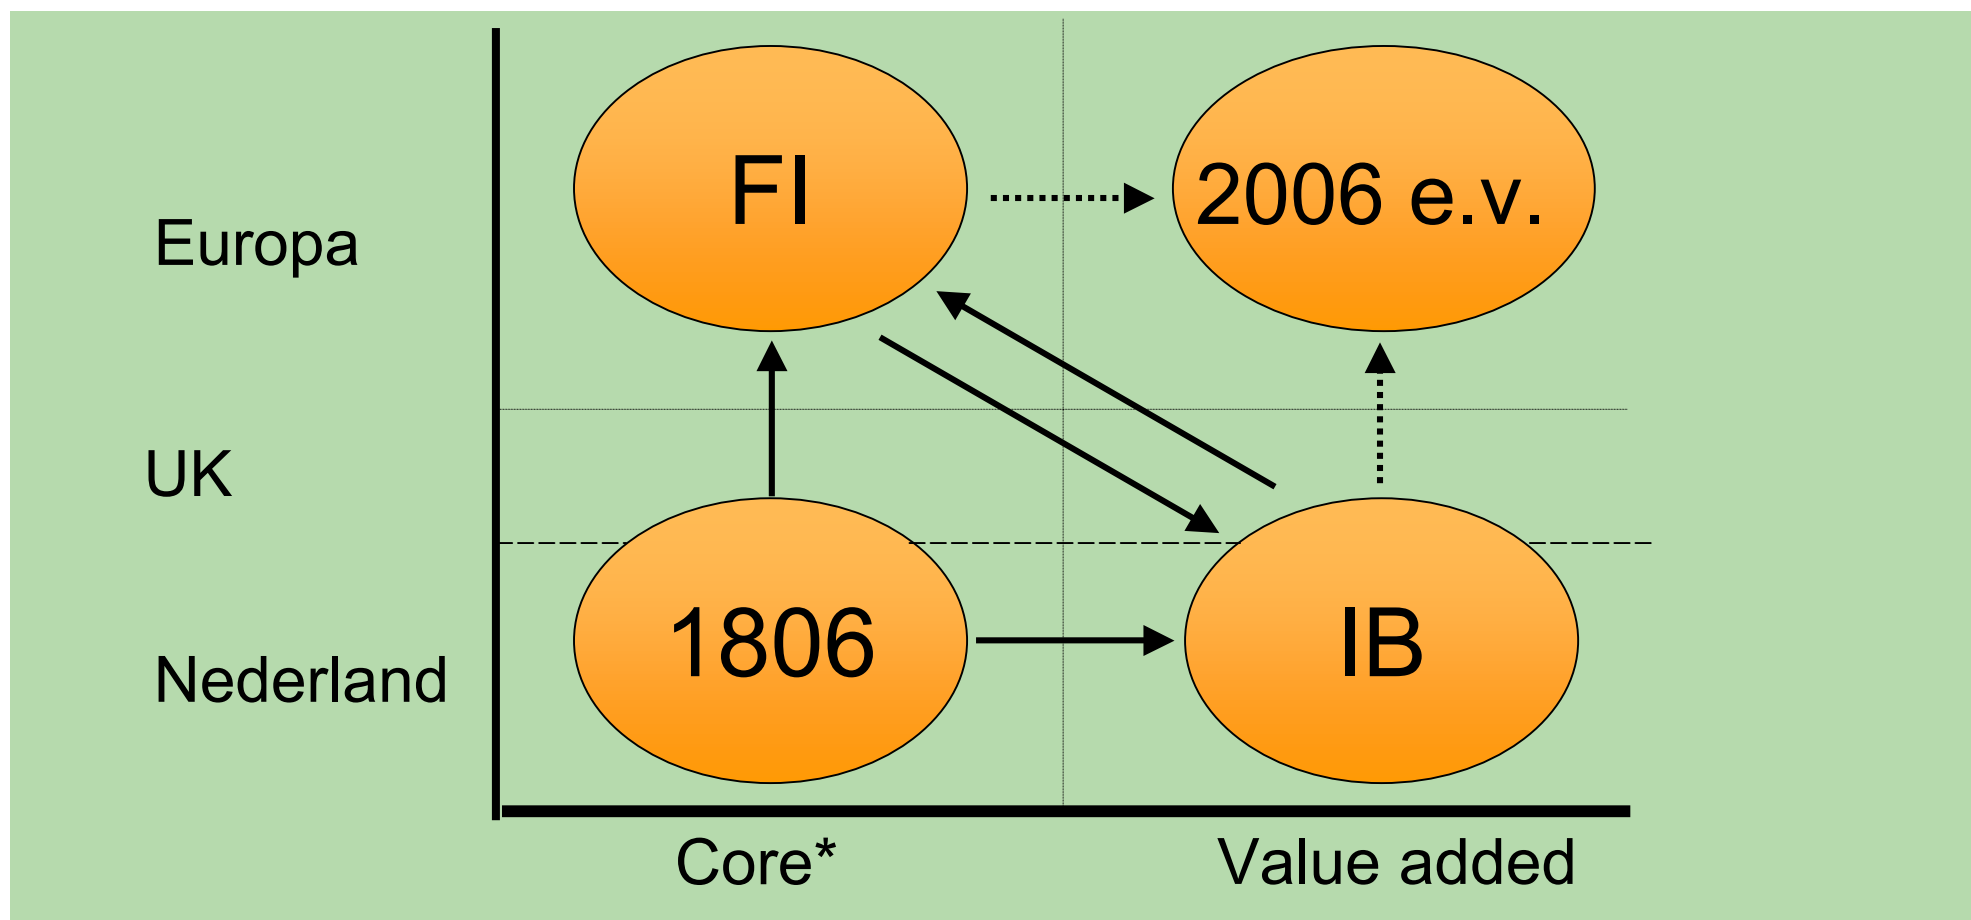 FI
2006 e.v.
Europa
UK
1806
IB
Nederland
Core*
Value added